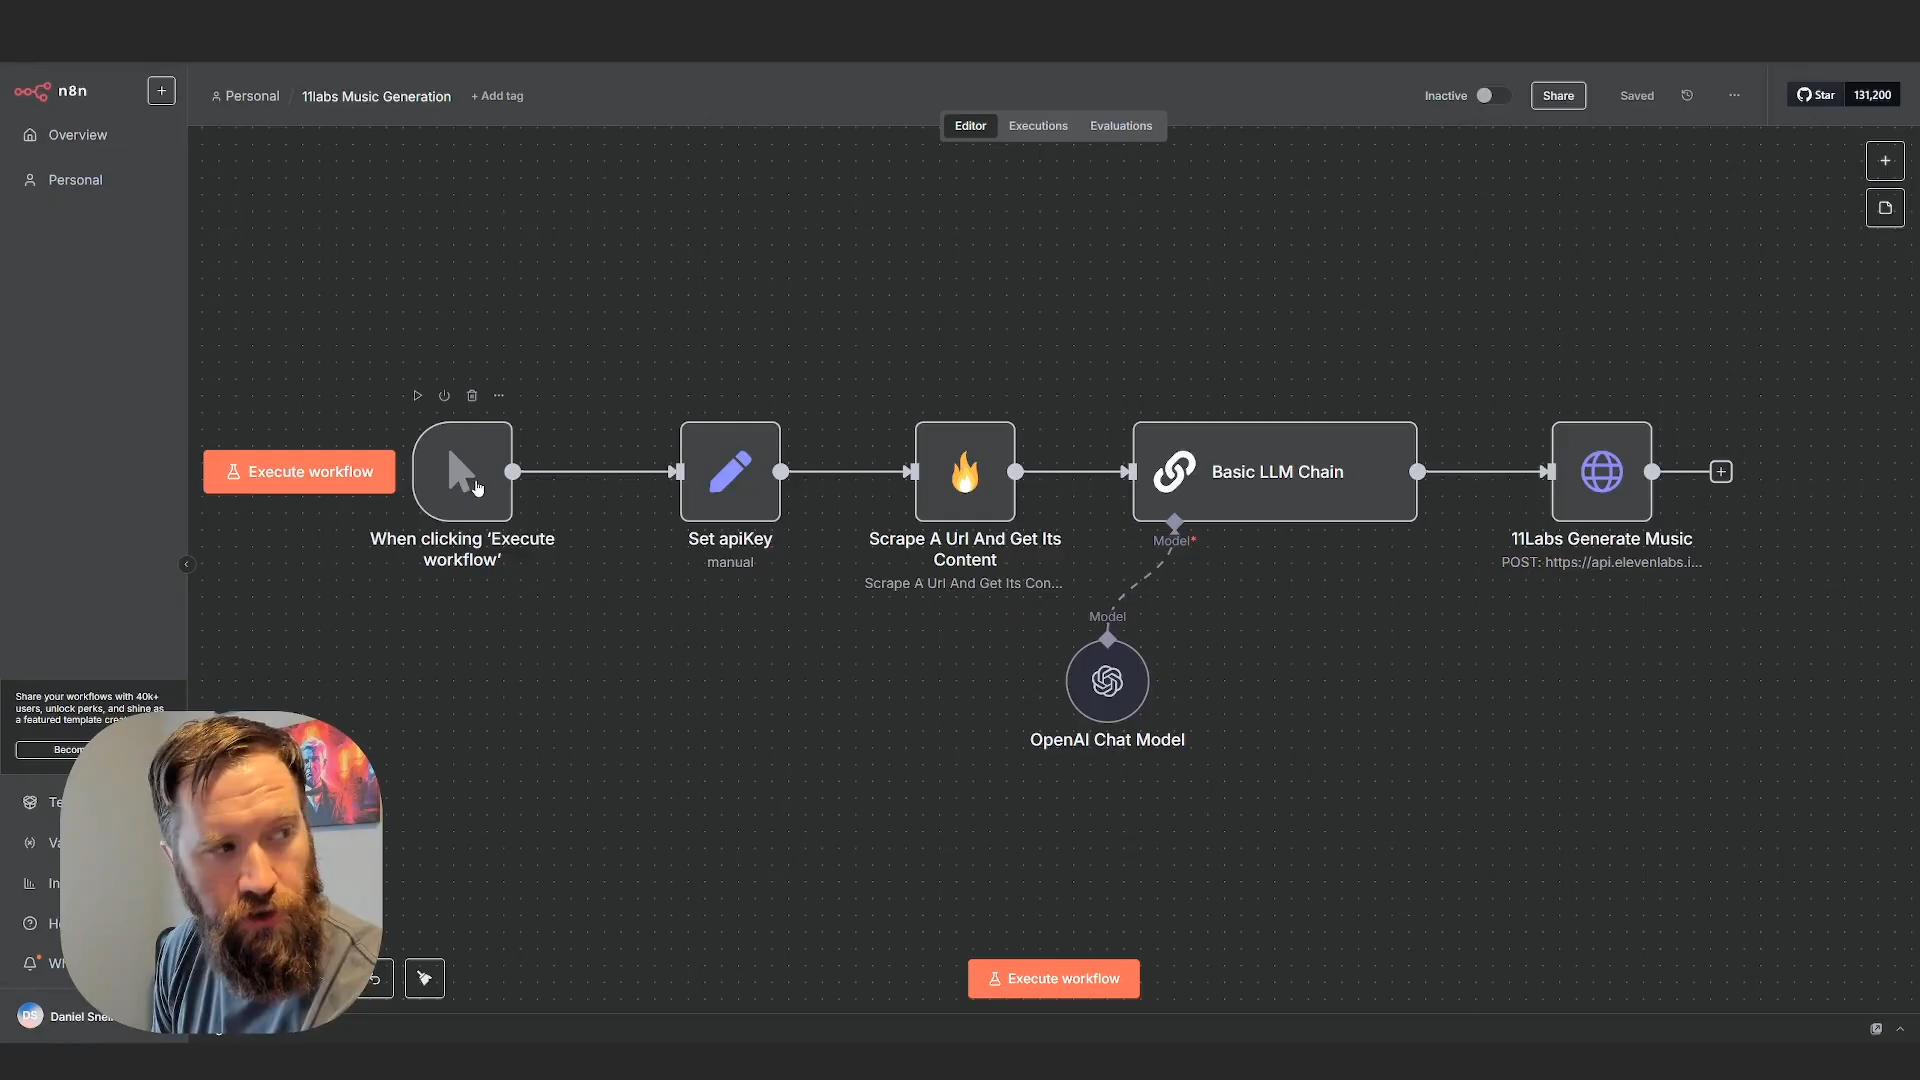 n8n
Personal / 11labs Music Generation + Add tag
Inactive
Share
Saved
...
Star 131,200
Editor Executions Evaluations
Overview
Personal
Execute workflow
When clicking ‘Execute
workflow’
Set apiKey
manual
Scrape A Url And Get Its
Content
Scrape A Url And Get Its Con...
Basic LLM Chain
Model*
Model
OpenAI Chat Model
11Labs Generate Music
POST: https://api.elevenlabs.i...
Share your workflows with 40k+
users, unlock perks, and shine as
a featured template
DS Daniel
Execute workflow